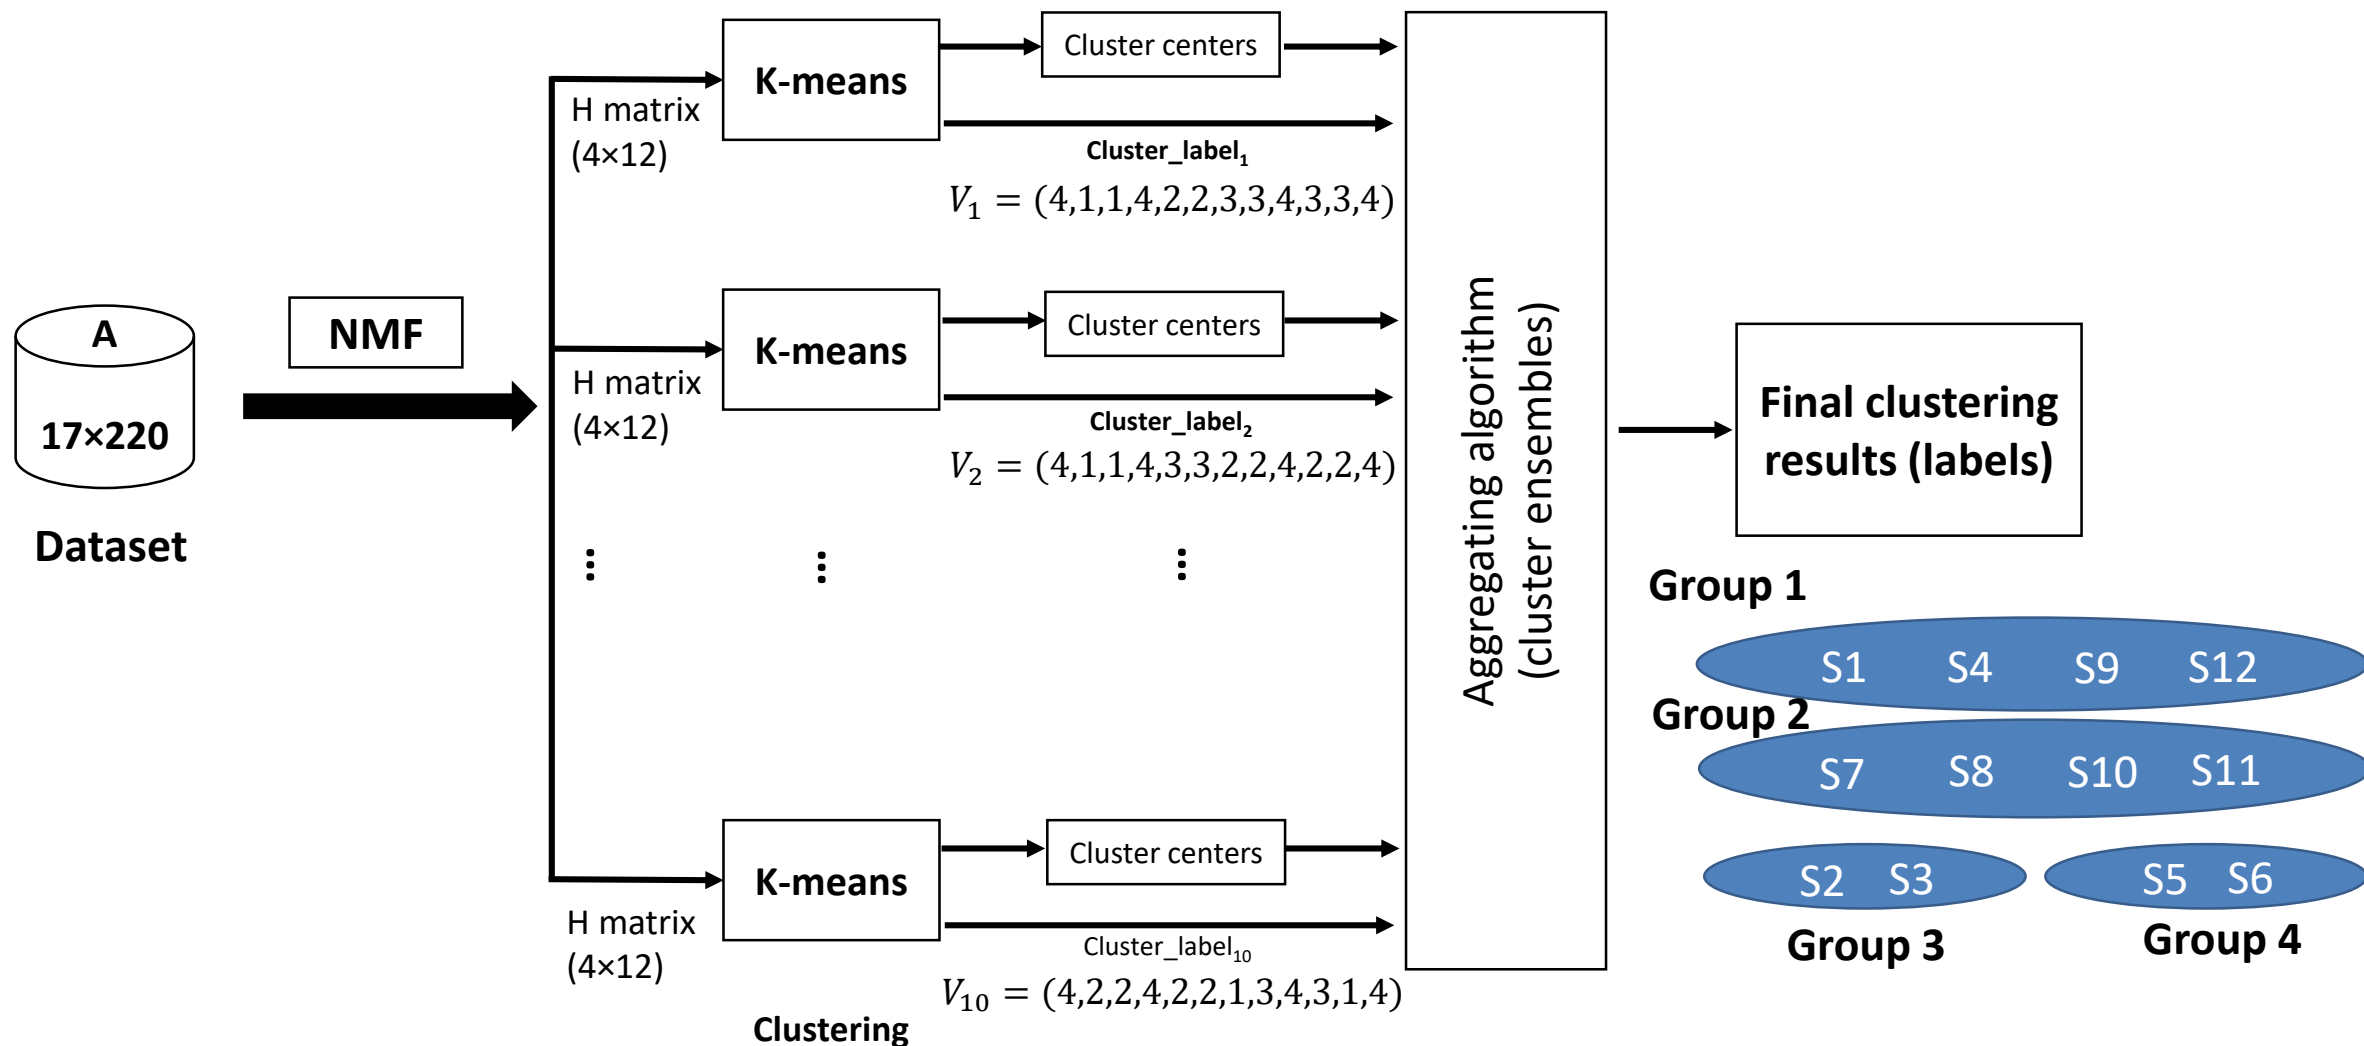 A
17×220
Dataset
NMF
H matrix
(4×12)
K-means
Cluster centers
Cluster_label₁
V₁ = (4,1,1,4,2,2,3,3,4,3,3,4)
H matrix
(4×12)
K-means
Cluster centers
Cluster_label₂
V₂ = (4,1,1,4,3,3,2,2,4,2,2,4)
⋮ ⋮ ⋮
H matrix
(4×12)
K-means
Cluster centers
Cluster_label₁₀
V₁₀ = (4,2,2,4,2,2,1,3,4,3,1,4)
Clustering
Aggregating algorithm
(cluster ensembles)
Final clustering
results (labels)
Group 1
S1 S4 S9 S12
Group 2
S7 S8 S10 S11
S2 S3
Group 3
S5 S6
Group 4